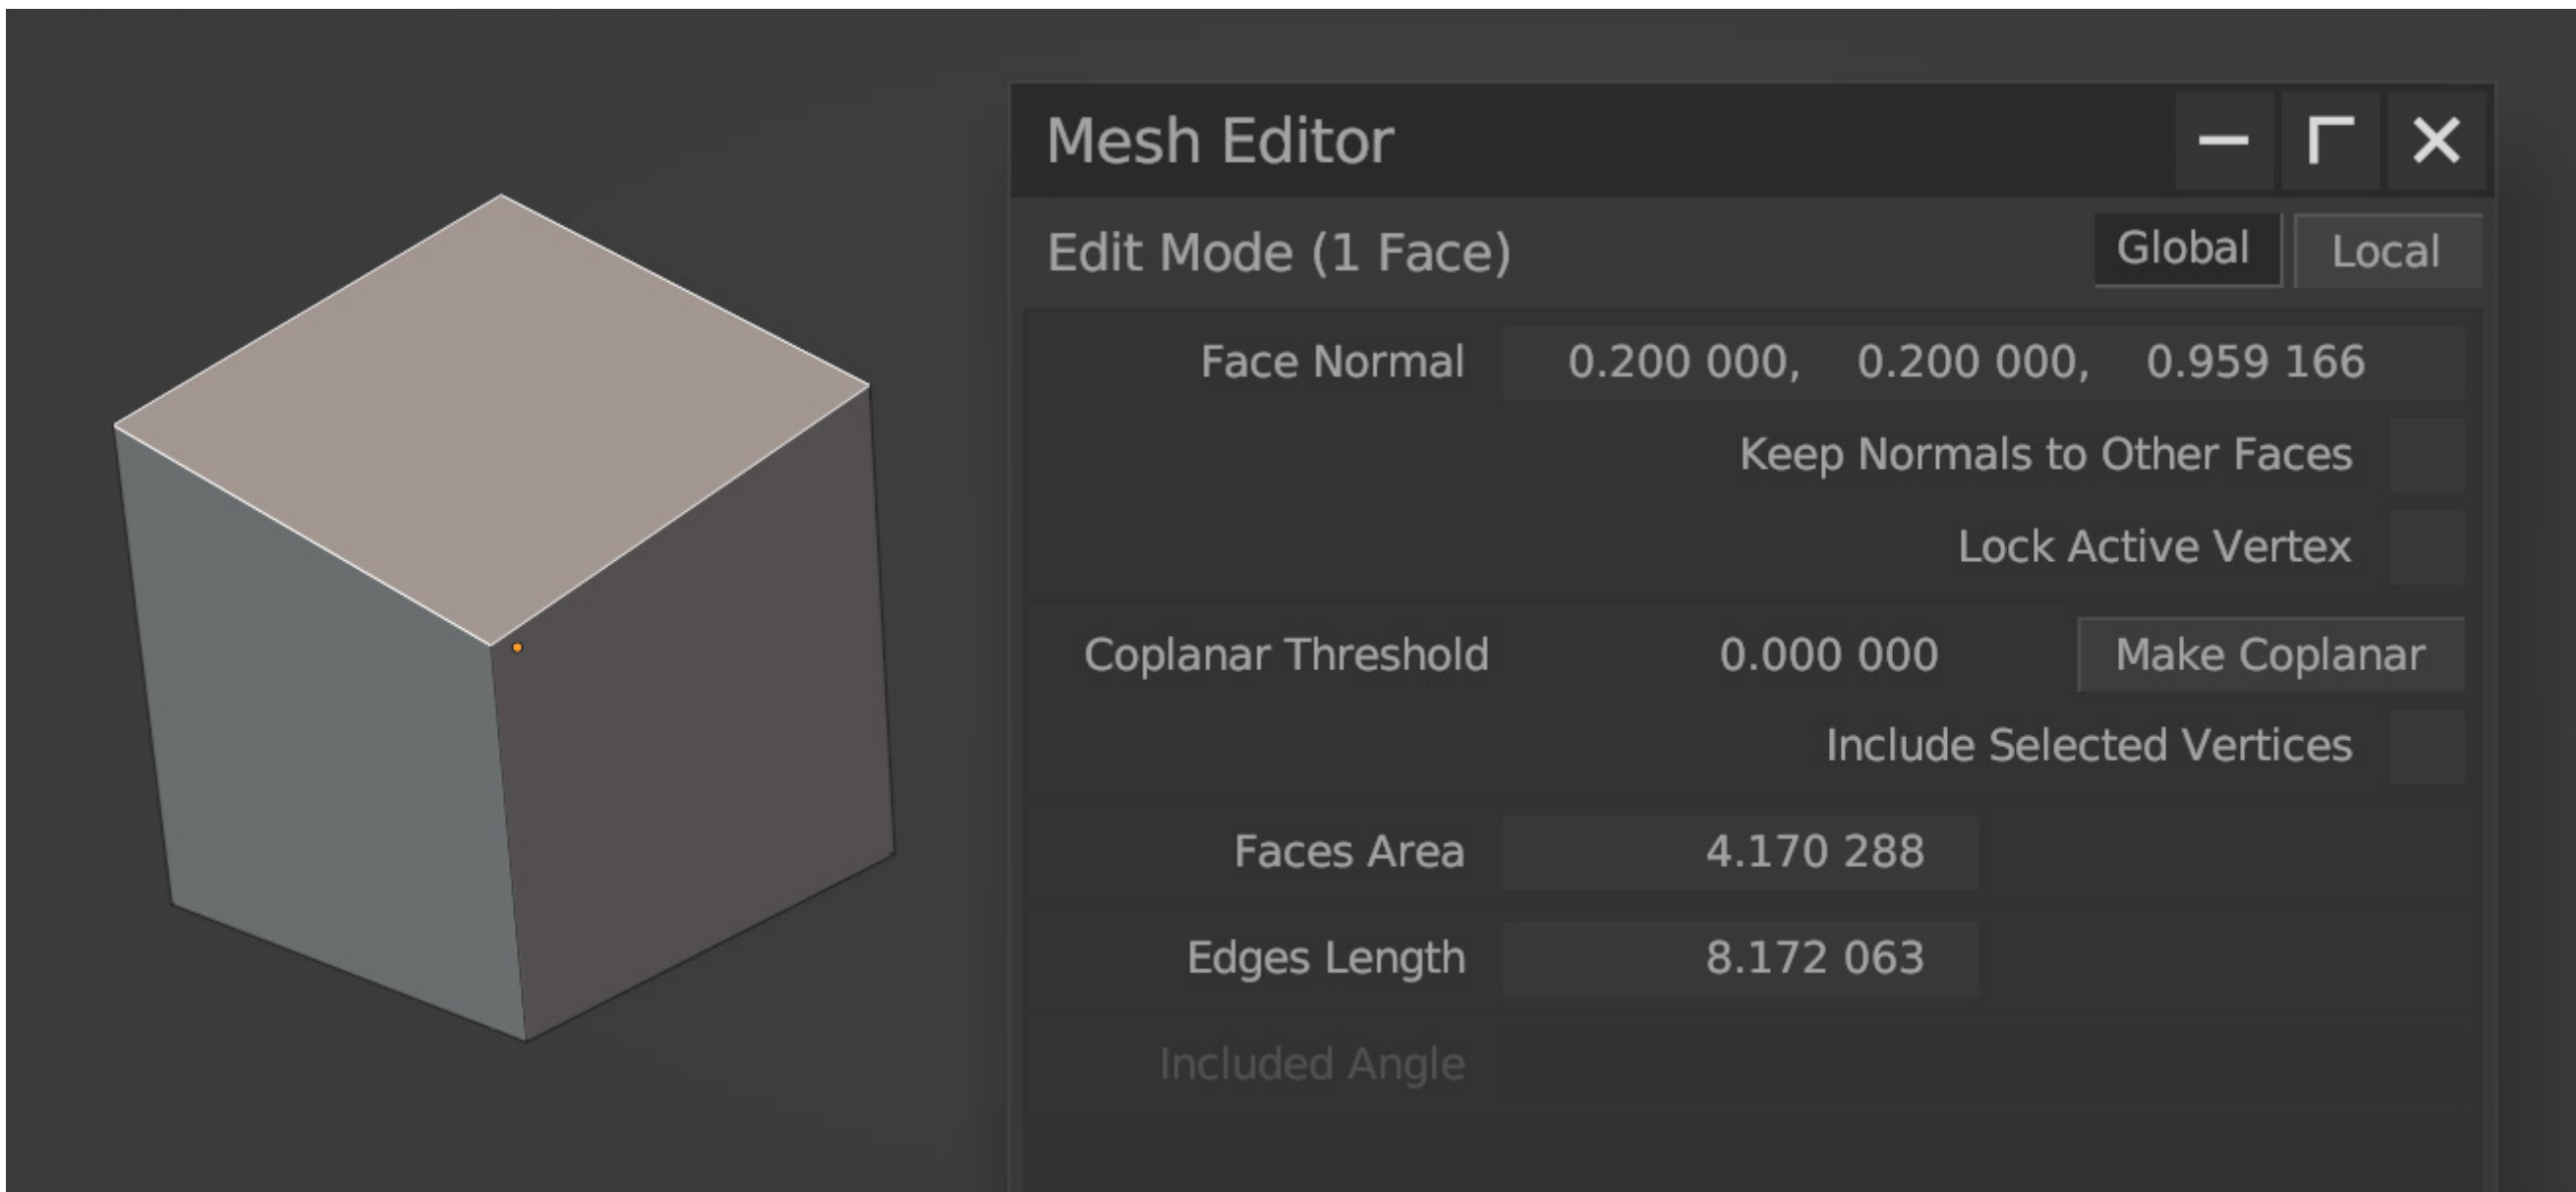 Mesh Editor
Edit Mode (1 Face) Global Local
Face Normal 0.200 000, 0.200 000, 0.959 166
Keep Normals to Other Faces
Lock Active Vertex
Coplanar Threshold 0.000 000 Make Coplanar
Include Selected Vertices
Faces Area 4.170 288
Edges Length 8.172 063
Included Angle